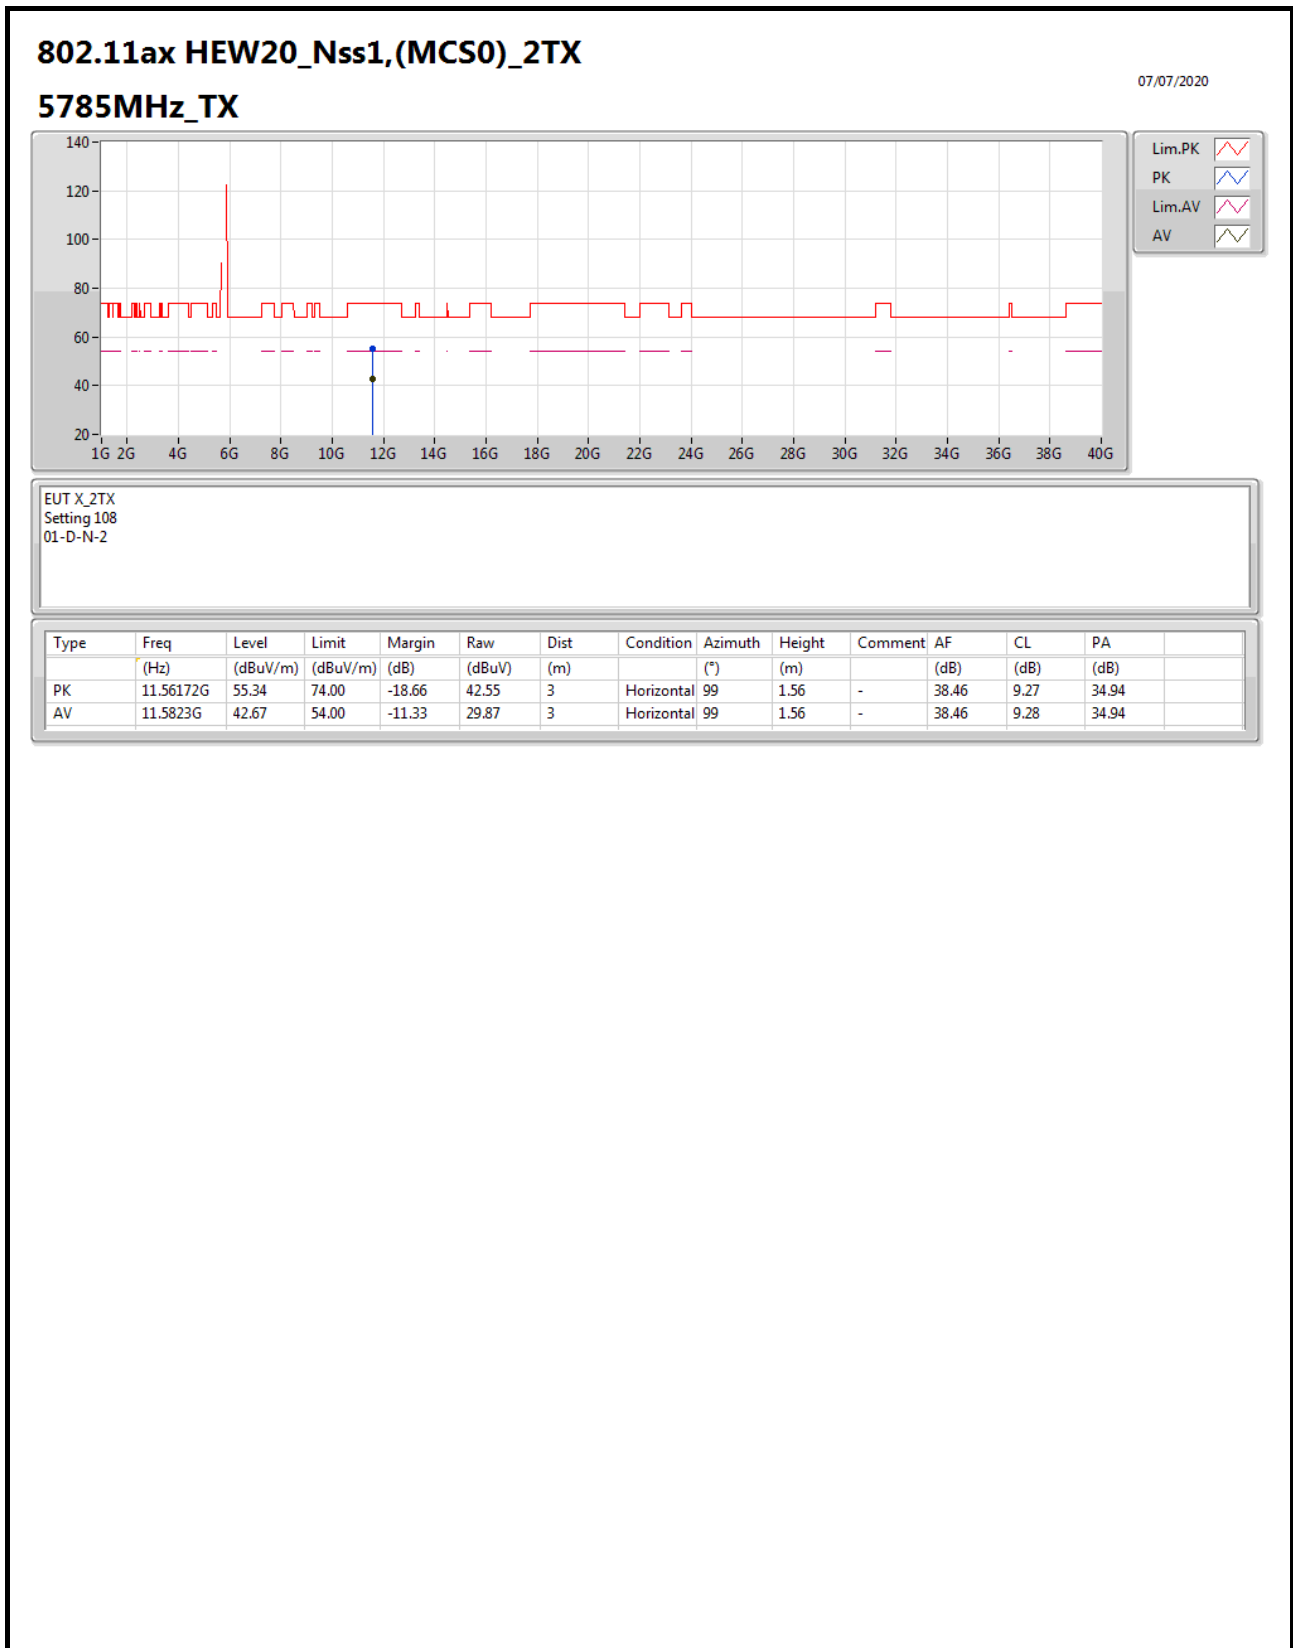 802.11ax HEW20_Nss1,(MCS0)_2TX
07/07/2020
5785MHz_TX
140
120
100
80
60
40
20
1G 2G 4G 6G 8G 10G 12G 14G 16G 18G 20G 22G 24G 26G 28G 30G 32G 34G 36G 38G 40G
Lim.PK
PK
Lim.AV
AV
EUT X_2TX
Setting 108
01-D-N-2
Type Freq Level Limit Margin Raw Dist Condition Azimuth Height Comment AF CL PA
(Hz) (dBuV/m) (dBuV/m) (dB) (dBuV) (m) (°) (m) (dB) (dB) (dB)
PK 11.56172G 55.34 74.00 -18.66 42.55 3 Horizontal 99 1.56 - 38.46 9.27 34.94
AV 11.5823G 42.67 54.00 -11.33 29.87 3 Horizontal 99 1.56 - 38.46 9.28 34.94